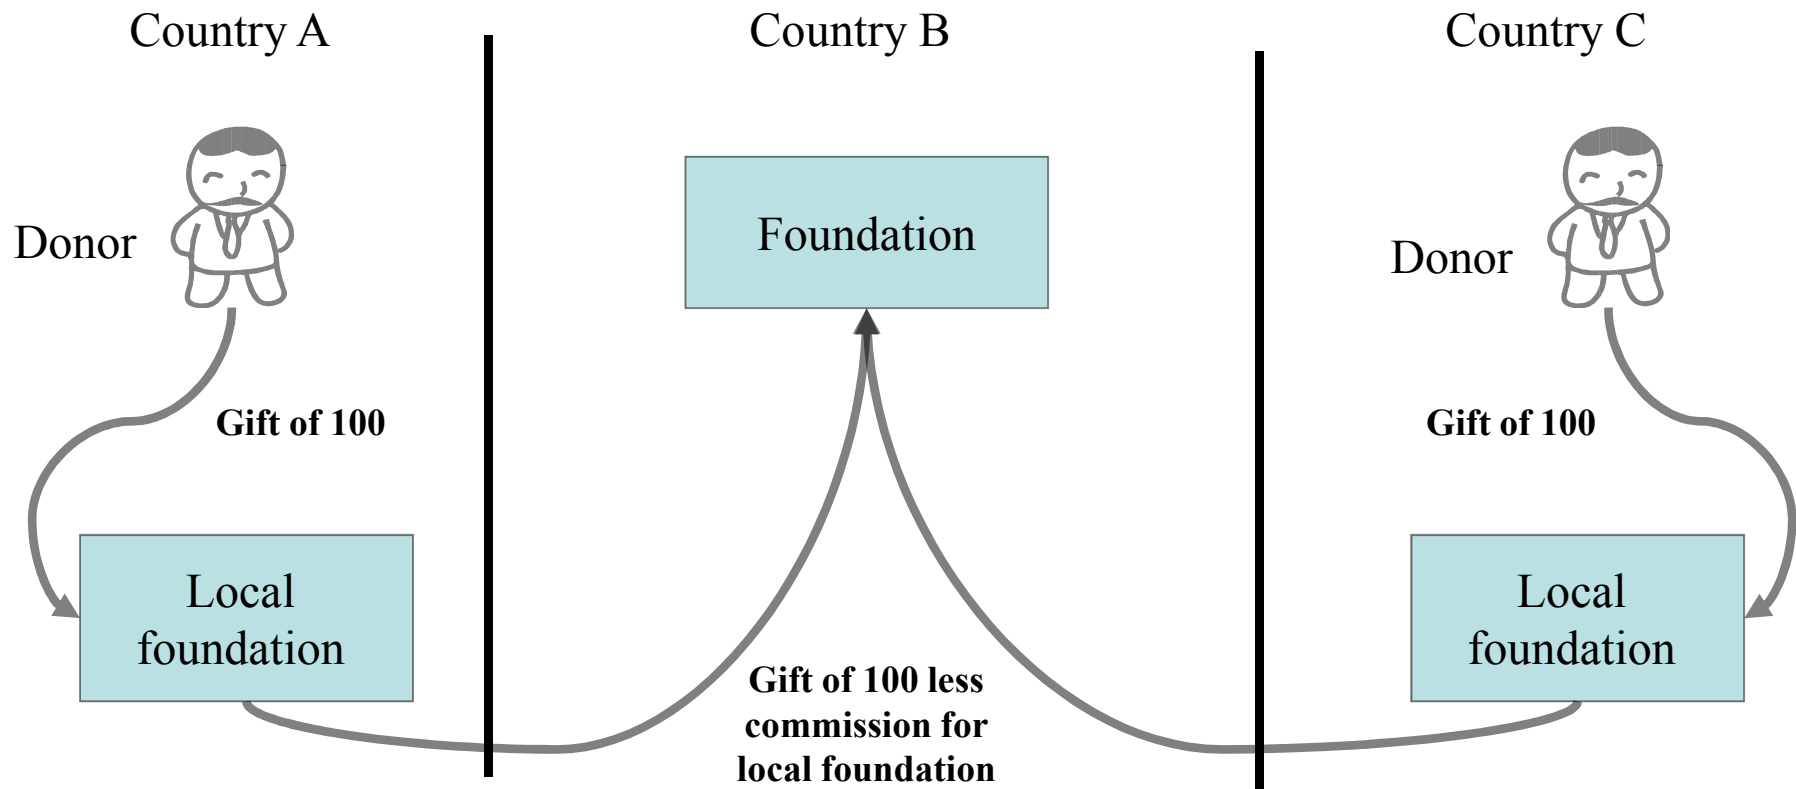 Country A
Country B
Country C
Donor
Foundation
Donor
Gift of 100
Gift of 100
Local
foundation
Local
foundation
Gift of 100 less
commission for
local foundation